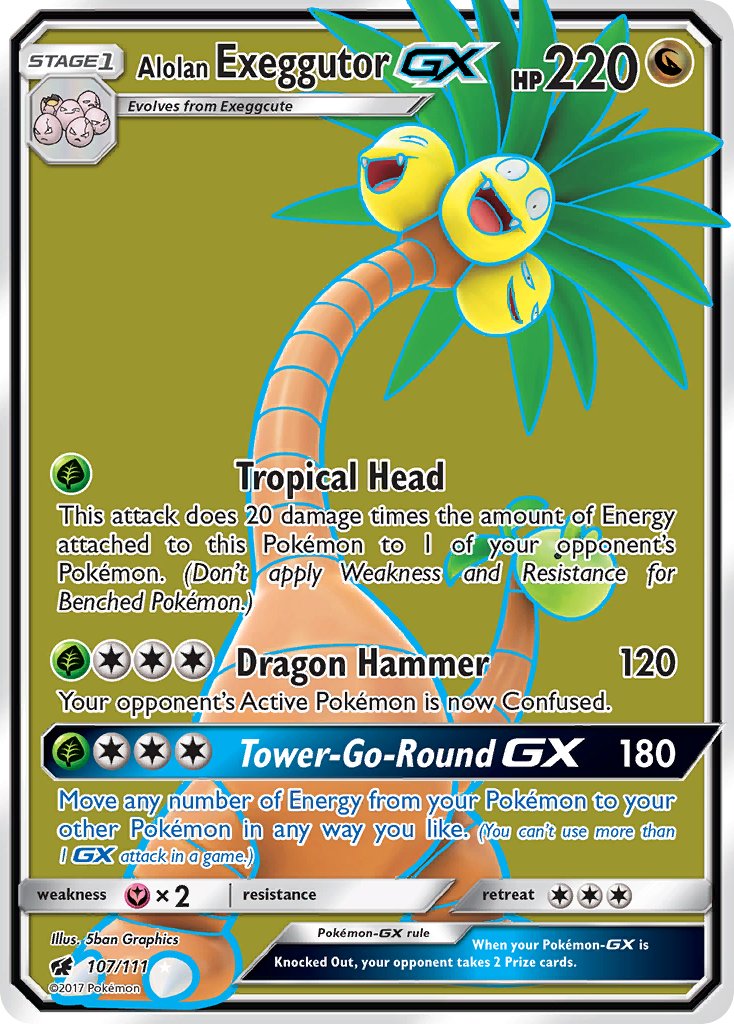 STAGE1
Alolan Exeggutor GX HP220
Evolves from Exeggcute
Tropical Head
This attack does 20 damage times the amount of Energy
attached to this Pokémon to 1 of your opponent's
Pokémon. (Don't apply Weakness and Resistance for
Benched Pokémon.)
Dragon Hammer 120
Your opponent's Active Pokémon is now Confused.
Tower-Go-Round GX 180
Move any number of Energy from your Pokémon to your
other Pokémon in any way you like. (You can't use more than
1 GX attack in a game.)
weakness ×2 resistance retreat
Illus. 5ban Graphics
107/111
©2017 Pokémon
Pokémon-GX rule
When your Pokémon-GX is
Knocked Out, your opponent takes 2 Prize cards.